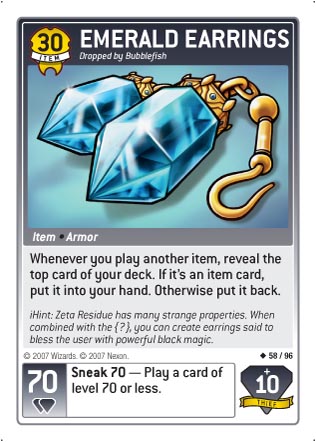 30
ITEM
EMERALD EARRINGS
Dropped by Bubblefish
Item • Armor
Whenever you play another item, reveal the
top card of your deck. If it's an item card,
put it into your hand. Otherwise put it back.
iHint: Zeta Residue has many strange properties. When
combined with the {?}, you can create earrings said to
bless the user with powerful black magic.
© 2007 Wizards. © 2007 Nexon.
◆ 58 / 96
70
Sneak 70 — Play a card of
level 70 or less.
+
10
THIEF